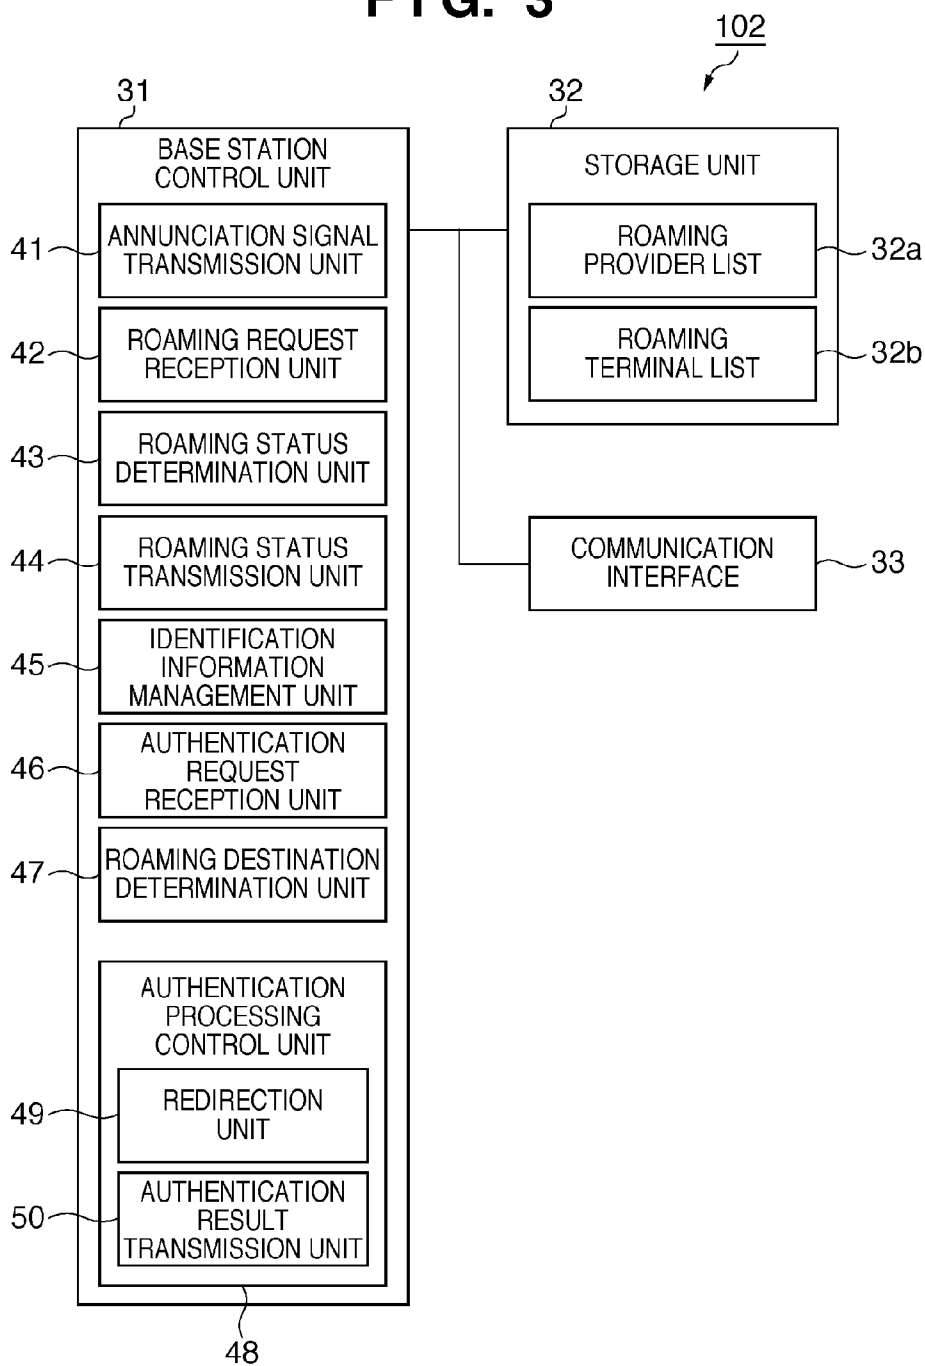 FIG. 3
102
31
BASE STATION
CONTROL UNIT
41
ANNUNCIATION SIGNAL
TRANSMISSION UNIT
42
ROAMING REQUEST
RECEPTION UNIT
43
ROAMING STATUS
DETERMINATION UNIT
44
ROAMING STATUS
TRANSMISSION UNIT
45
IDENTIFICATION
INFORMATION
MANAGEMENT UNIT
46
AUTHENTICATION
REQUEST
RECEPTION UNIT
47
ROAMING DESTINATION
DETERMINATION UNIT
AUTHENTICATION
PROCESSING
CONTROL UNIT
49
REDIRECTION
UNIT
50
AUTHENTICATION
RESULT
TRANSMISSION UNIT
48
32
STORAGE UNIT
ROAMING
PROVIDER LIST
32a
ROAMING
TERMINAL LIST
32b
COMMUNICATION
INTERFACE
33